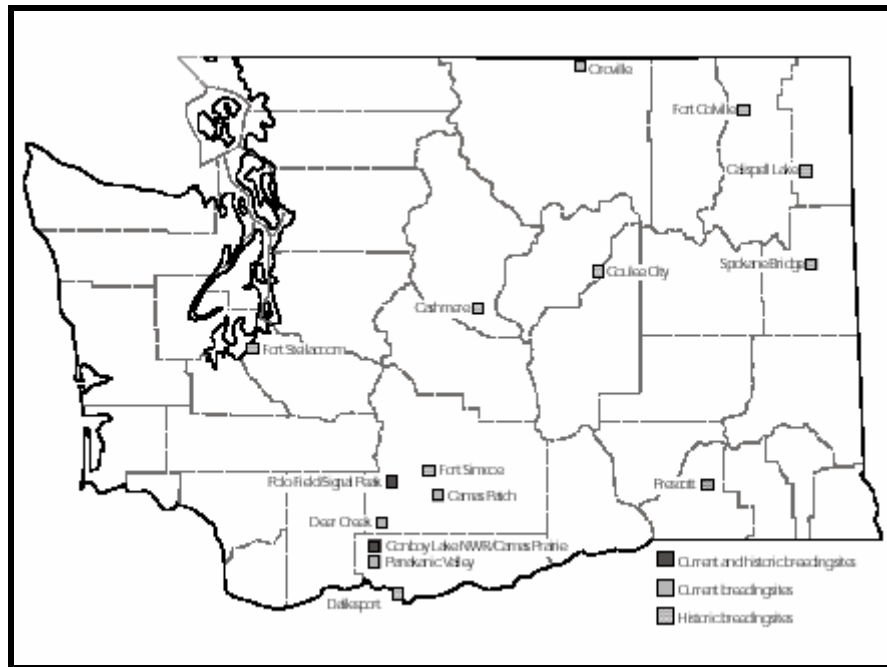 Oroville
Fort Colville
Calispell Lake
Spokane Bridge
Coulee City
Cashmere
Fort Steilacoom
Fort Simcoe
Polo Field/Signal Peak
Camas Patch
Prescott
Deer Creek
Conboy Lake NWR/Camas Prairie
Panakanic Valley
Dallesport
Current and historic breeding sites
Current breeding sites
Historic breeding sites